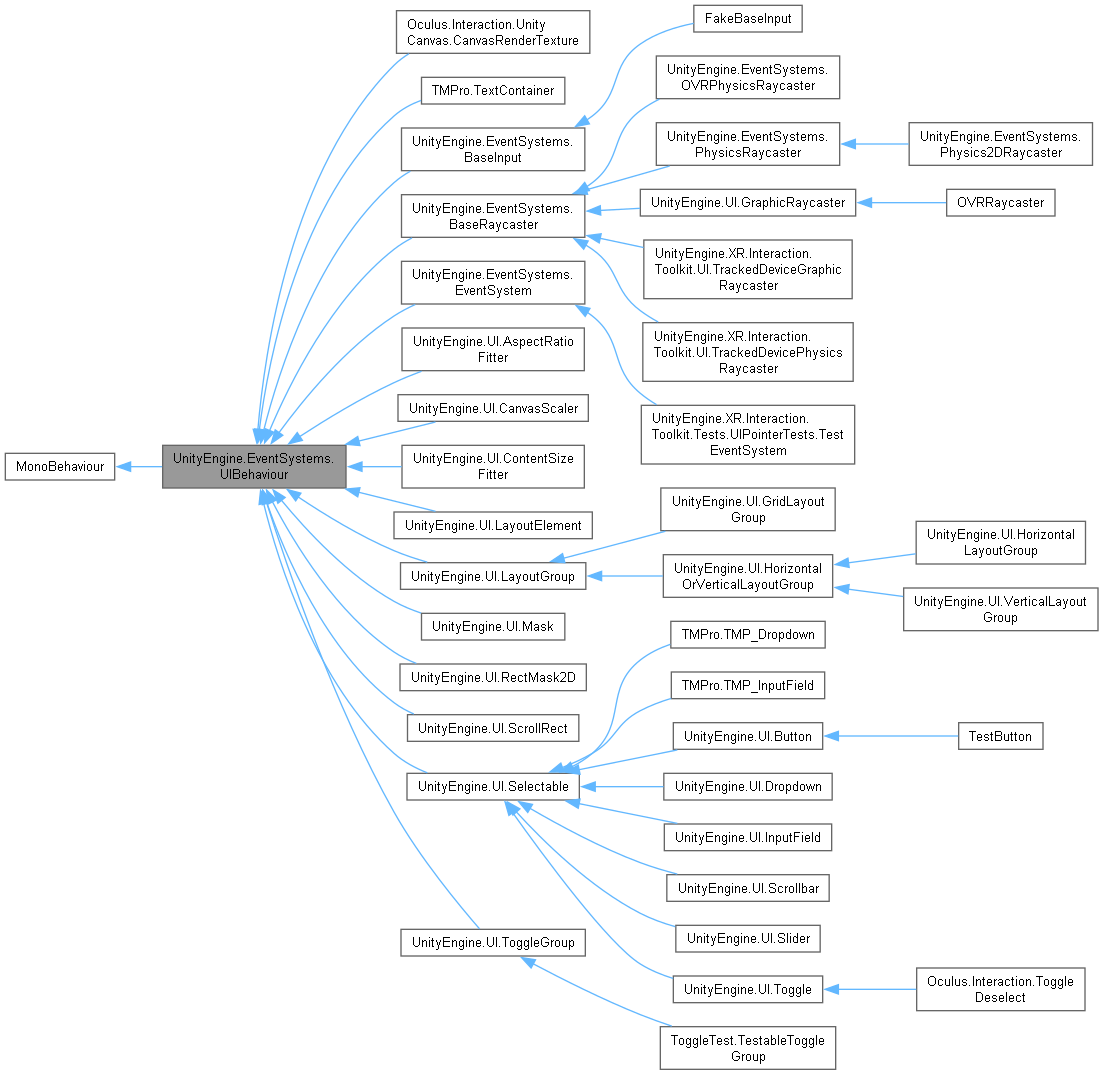 MonoBehaviour
UnityEngine.EventSystems.
UIBehaviour
Oculus.Interaction.Unity
Canvas.CanvasRenderTexture
TMPro.TextContainer
UnityEngine.EventSystems.
BaseInput
UnityEngine.EventSystems.
BaseRaycaster
UnityEngine.EventSystems.
EventSystem
UnityEngine.UI.AspectRatio
Fitter
UnityEngine.UI.CanvasScaler
UnityEngine.UI.ContentSize
Fitter
UnityEngine.UI.LayoutElement
UnityEngine.UI.LayoutGroup
UnityEngine.UI.Mask
UnityEngine.UI.RectMask2D
UnityEngine.UI.ScrollRect
UnityEngine.UI.Selectable
UnityEngine.UI.ToggleGroup
FakeBaseInput
UnityEngine.EventSystems.
OVRPhysicsRaycaster
UnityEngine.EventSystems.
PhysicsRaycaster
UnityEngine.UI.GraphicRaycaster
UnityEngine.XR.Interaction.
Toolkit.UI.TrackedDeviceGraphic
Raycaster
UnityEngine.XR.Interaction.
Toolkit.UI.TrackedDevicePhysics
Raycaster
UnityEngine.XR.Interaction.
Toolkit.Tests.UIPointerTests.Test
EventSystem
UnityEngine.UI.GridLayout
Group
UnityEngine.UI.Horizontal
OrVerticalLayoutGroup
TMPro.TMP_Dropdown
TMPro.TMP_InputField
UnityEngine.UI.Button
UnityEngine.UI.Dropdown
UnityEngine.UI.InputField
UnityEngine.UI.Scrollbar
UnityEngine.UI.Slider
UnityEngine.UI.Toggle
ToggleTest.TestableToggle
Group
UnityEngine.EventSystems.
Physics2DRaycaster
OVRRaycaster
UnityEngine.UI.Horizontal
LayoutGroup
UnityEngine.UI.VerticalLayout
Group
TestButton
Oculus.Interaction.Toggle
Deselect